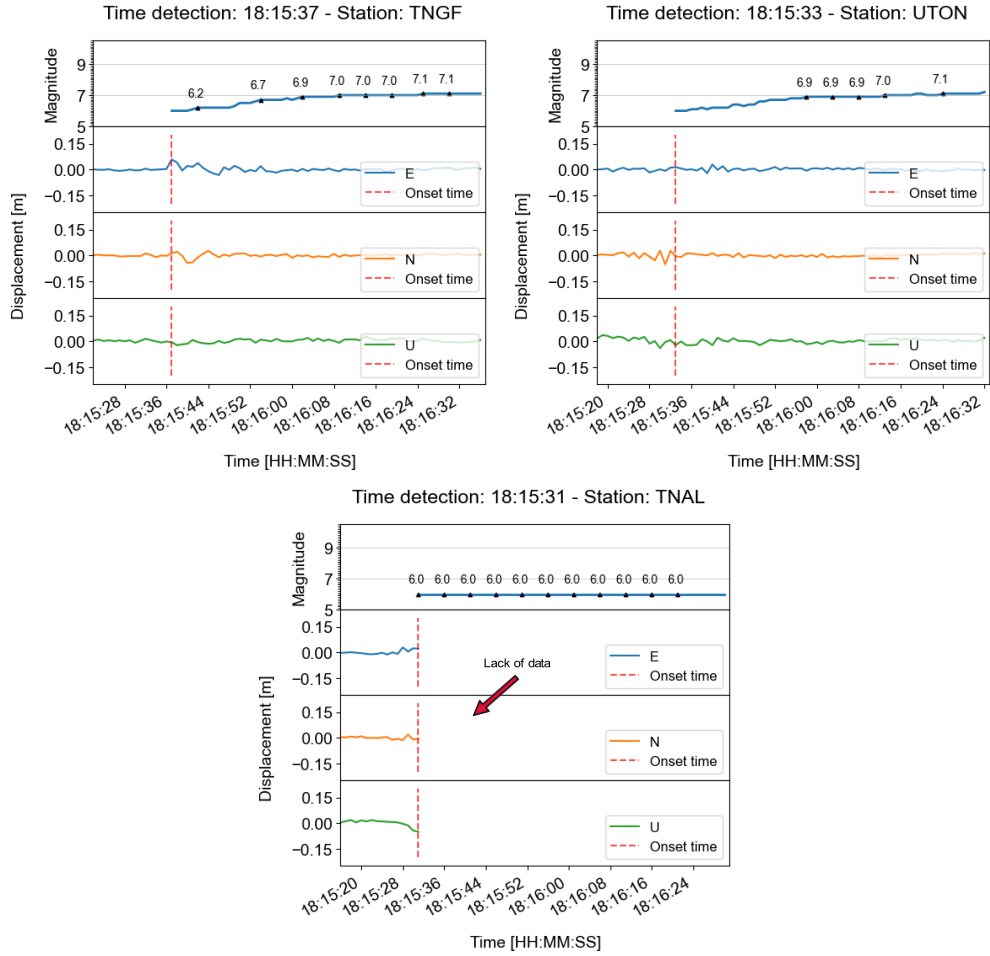 Time detection: 18:15:37 - Station: TNGF
Magnitude
9
7
5
6.2
6.7
6.9
7.0
7.0
7.0
7.1
7.1
Displacement [m]
0.15
0.00
−0.15
E
Onset time
0.15
0.00
−0.15
N
Onset time
0.15
0.00
−0.15
U
Onset time
18:15:28
18:15:36
18:15:44
18:15:52
18:16:00
18:16:08
18:16:16
18:16:24
18:16:32
Time [HH:MM:SS]
Time detection: 18:15:33 - Station: UTON
Magnitude
9
7
5
6.9
6.9
6.9
7.0
7.1
Displacement [m]
0.15
0.00
−0.15
E
Onset time
0.15
0.00
−0.15
N
Onset time
0.15
0.00
−0.15
U
Onset time
18:15:20
18:15:28
18:15:36
18:15:44
18:15:52
18:16:00
18:16:08
18:16:16
18:16:24
18:16:32
Time [HH:MM:SS]
Time detection: 18:15:31 - Station: TNAL
Magnitude
9
7
5
6.0
6.0
6.0
6.0
6.0
6.0
6.0
6.0
6.0
6.0
6.0
Displacement [m]
0.15
0.00
−0.15
E
Onset time
Lack of data
0.15
0.00
−0.15
N
Onset time
0.15
0.00
−0.15
U
Onset time
18:15:20
18:15:28
18:15:36
18:15:44
18:15:52
18:16:00
18:16:08
18:16:16
18:16:24
Time [HH:MM:SS]